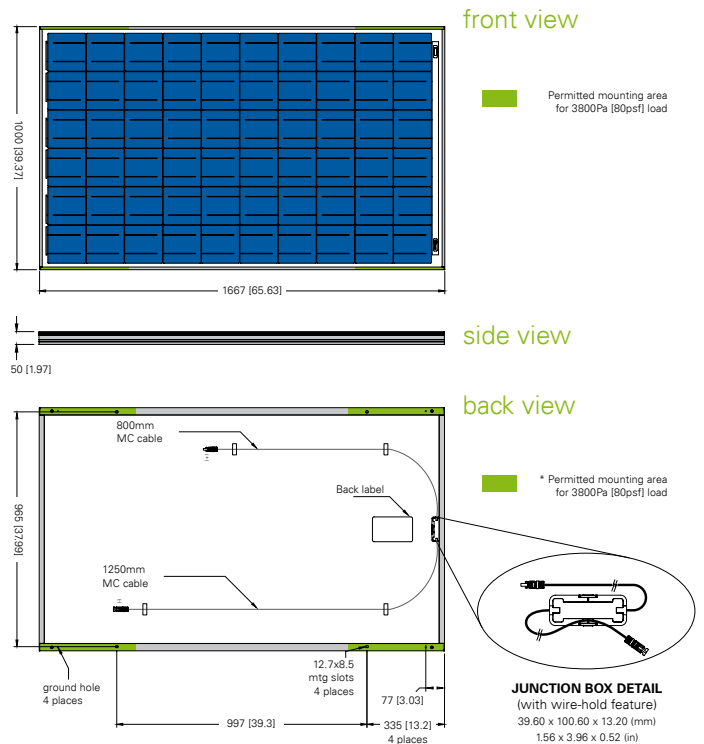 front view
Permitted mounting area
for 3800Pa [80psf] load
1000 [39.37]
1667 [65.63]
side view
50 [1.97]
back view
800mm
MC cable
* Permitted mounting area
for 3800Pa [80psf] load
Back label
965 [37.99]
1250mm
MC cable
ground hole
4 places
12.7x8.5
mtg slots
4 places
77 [3.03]
997 [39.3]
335 [13.2]
4 places
JUNCTION BOX DETAIL
(with wire-hold feature)
39.60 x 100.60 x 13.20 (mm)
1.56 x 3.96 x 0.52 (in)